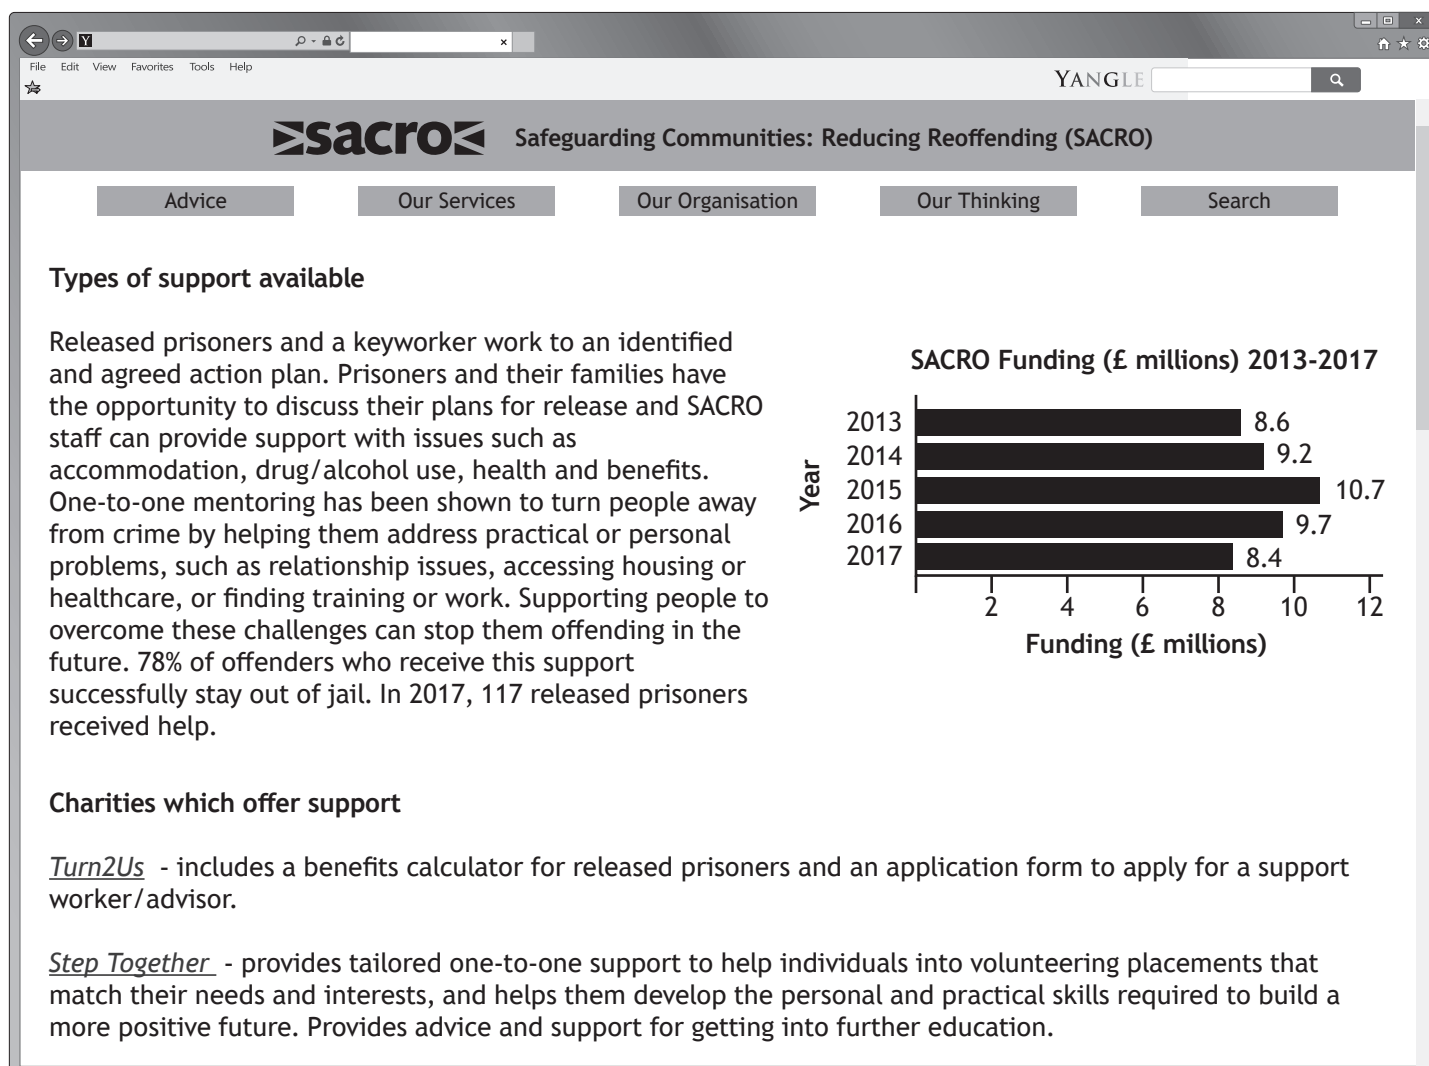 Y
File Edit View Favorites Tools Help
YANGLE
sacro Safeguarding Communities: Reducing Reoffending (SACRO)
Advice Our Services Our Organisation Our Thinking Search
Types of support available
Released prisoners and a keyworker work to an identified
and agreed action plan. Prisoners and their families have
the opportunity to discuss their plans for release and SACRO
staff can provide support with issues such as
accommodation, drug/alcohol use, health and benefits.
One-to-one mentoring has been shown to turn people away
from crime by helping them address practical or personal
problems, such as relationship issues, accessing housing or
healthcare, or finding training or work. Supporting people to
overcome these challenges can stop them offending in the
future. 78% of offenders who receive this support
successfully stay out of jail. In 2017, 117 released prisoners
received help.
SACRO Funding (£ millions) 2013-2017
Year
2013 8.6
2014 9.2
2015 10.7
2016 9.7
2017 8.4
2 4 6 8 10 12
Funding (£ millions)
Charities which offer support
Turn2Us - includes a benefits calculator for released prisoners and an application form to apply for a support
worker/advisor.
Step Together - provides tailored one-to-one support to help individuals into volunteering placements that
match their needs and interests, and helps them develop the personal and practical skills required to build a
more positive future. Provides advice and support for getting into further education.